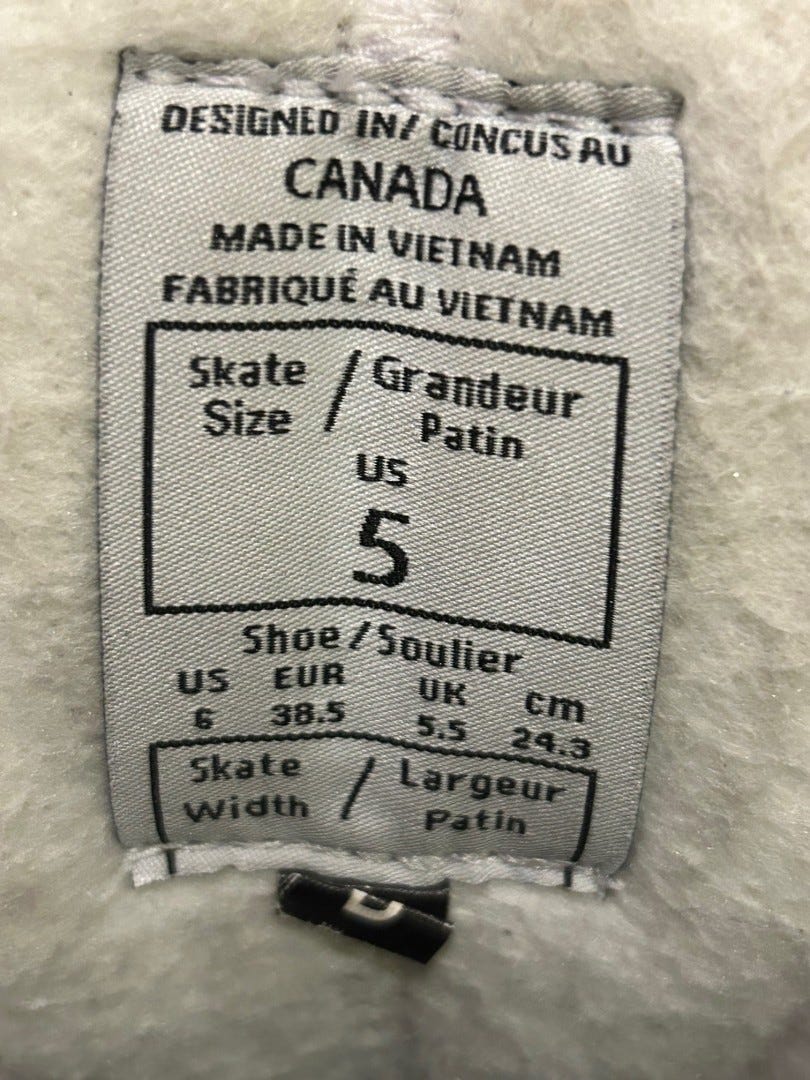 DESIGNED IN/ CONCUS AU
CANADA
MADE IN VIETNAM
FABRIQUÉ AU VIETNAM
Skate Size / Grandeur Patin
US
5
Shoe/Soulier
US EUR UK cm
6 38.5 5.5 24.3
Skate Width / Largeur Patin